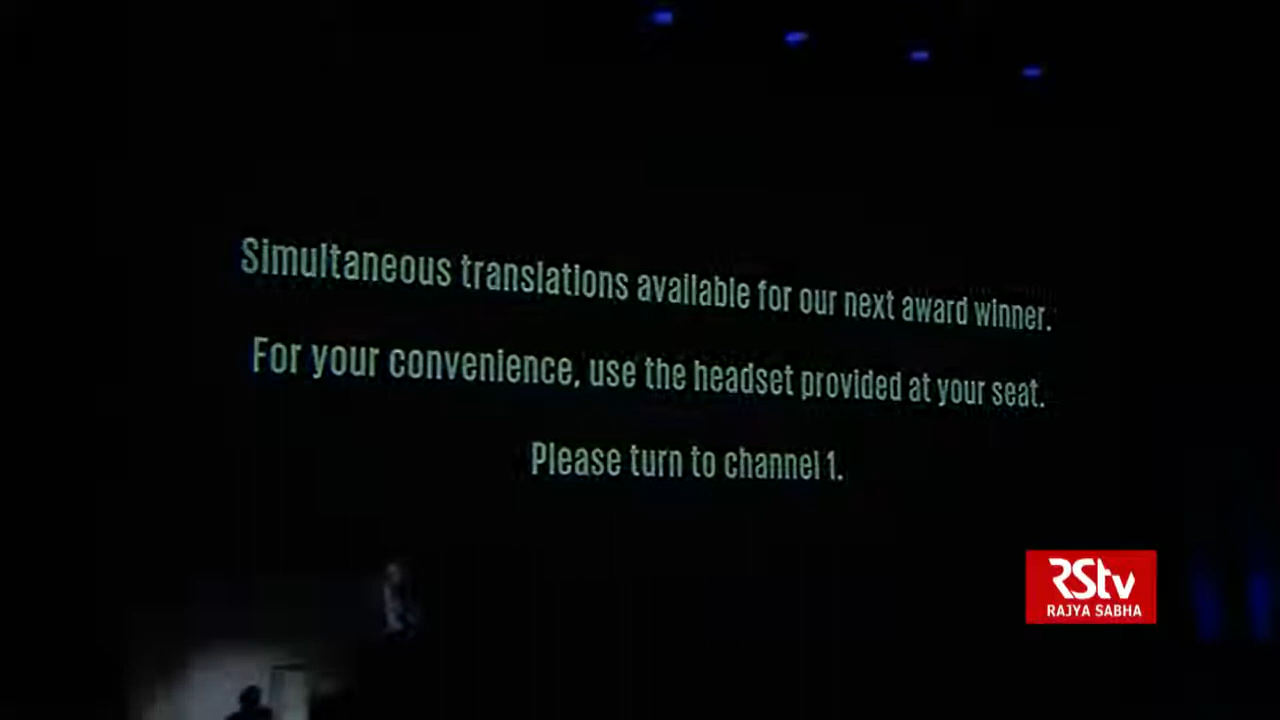 Simultaneous translations available for our next award winner.
For your convenience, use the headset provided at your seat.
Please turn to channel 1.
RStv
RAJYA SABHA